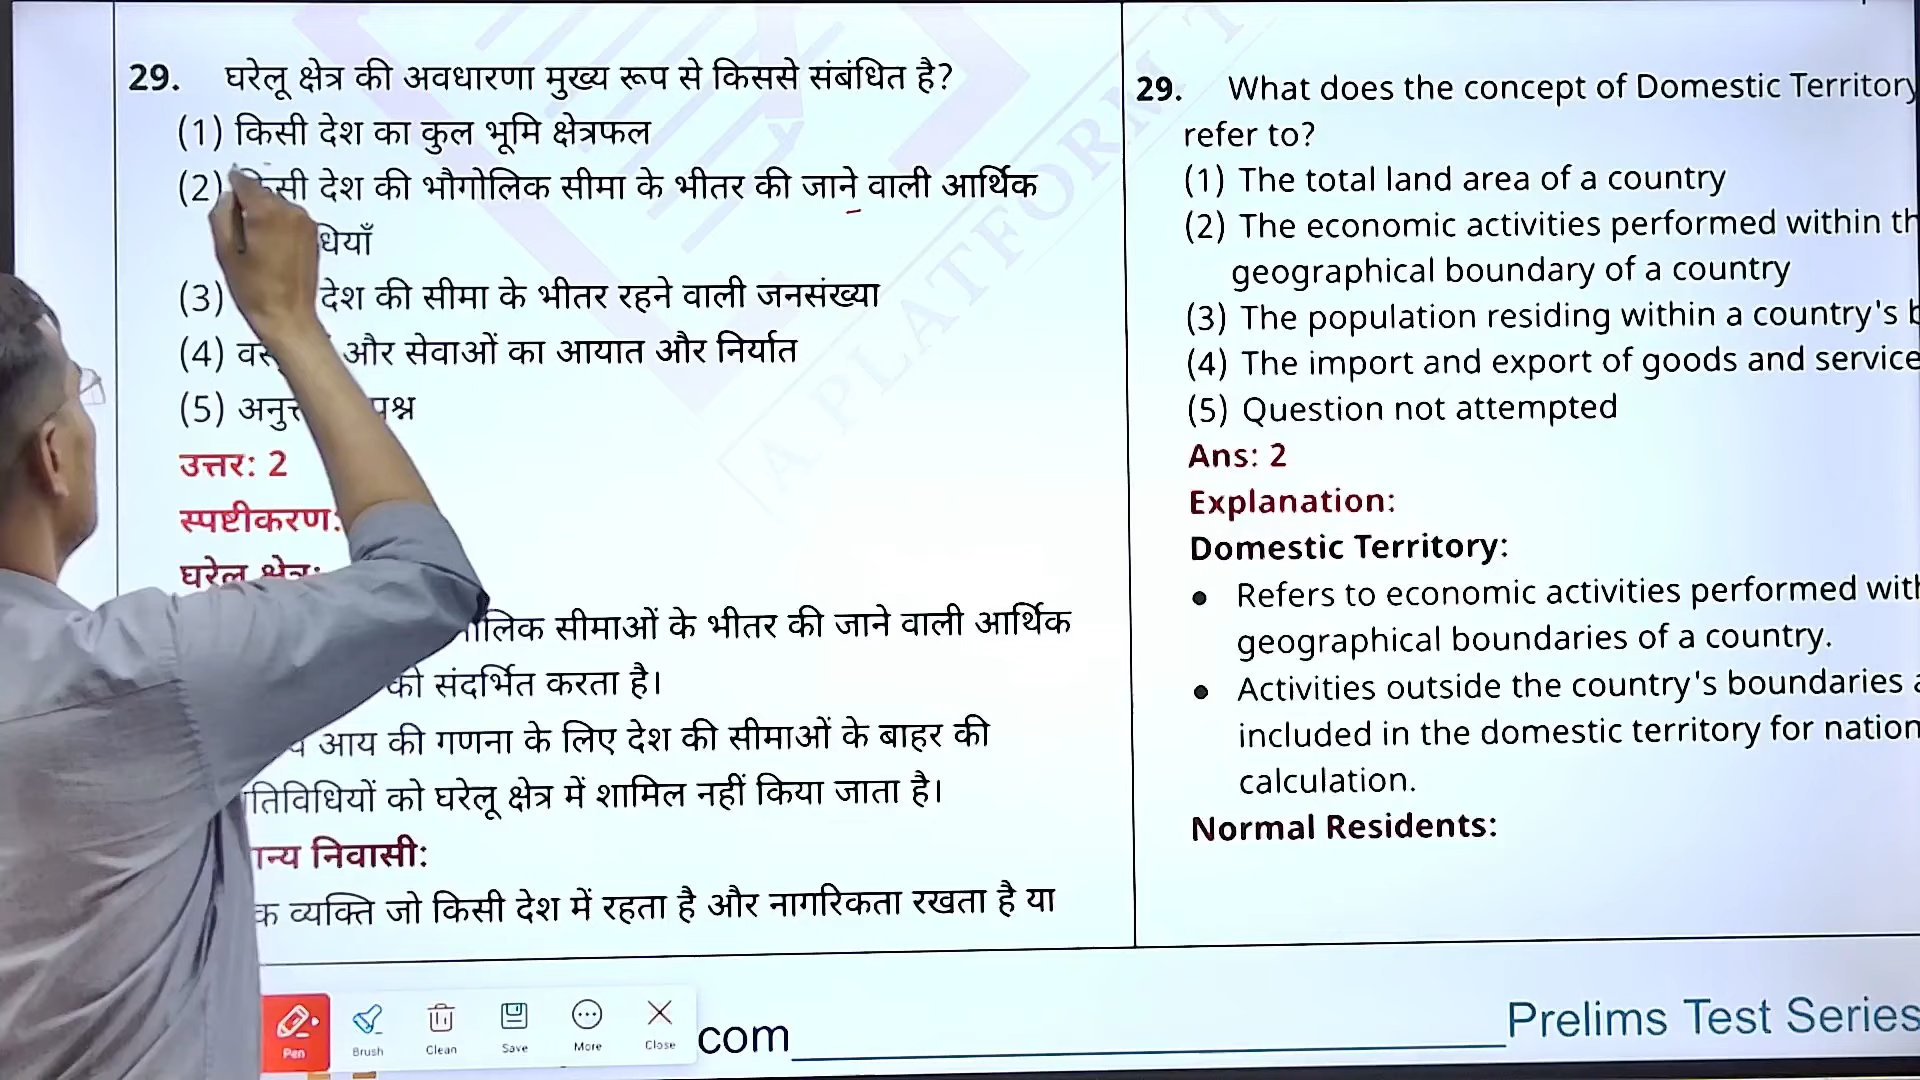 29. घरेलू क्षेत्र की अवधारणा मुख्य रूप से किससे संबंधित है?
(1) किसी देश का कुल भूमि क्षेत्रफल
(2) देश की भौगोलिक सीमा के भीतर की जाने वाली आर्थिक
(3) देश की सीमा के भीतर रहने वाली जनसंख्या
(4) और सेवाओं का आयात और निर्यात
(5)
उत्तर: 2
स्पष्टीकरण:
घरेलू क्षेत्र:
सीमाओं के भीतर की जाने वाली आर्थिक
को संदर्भित करता है।
आय की गणना के लिए देश की सीमाओं के बाहर की
को घरेलू क्षेत्र में शामिल नहीं किया जाता है।
निवासी:
व्यक्ति जो किसी देश में रहता है और नागरिकता रखता है या
29. What does the concept of Domestic Territory
refer to?
(1) The total land area of a country
(2) The economic activities performed within
geographical boundary of a country
(3) The population residing within a country's
(4) The import and export of goods and
(5) Question not attempted
Ans: 2
Explanation:
Domestic Territory:
• Refers to economic activities performed
geographical boundaries of a country.
• Activities outside the country's boundaries
included in the domestic territory for
calculation.
Normal Residents:
A PLATFORM T
Pen Brush Clean Save More Close
com
Prelims Test Series